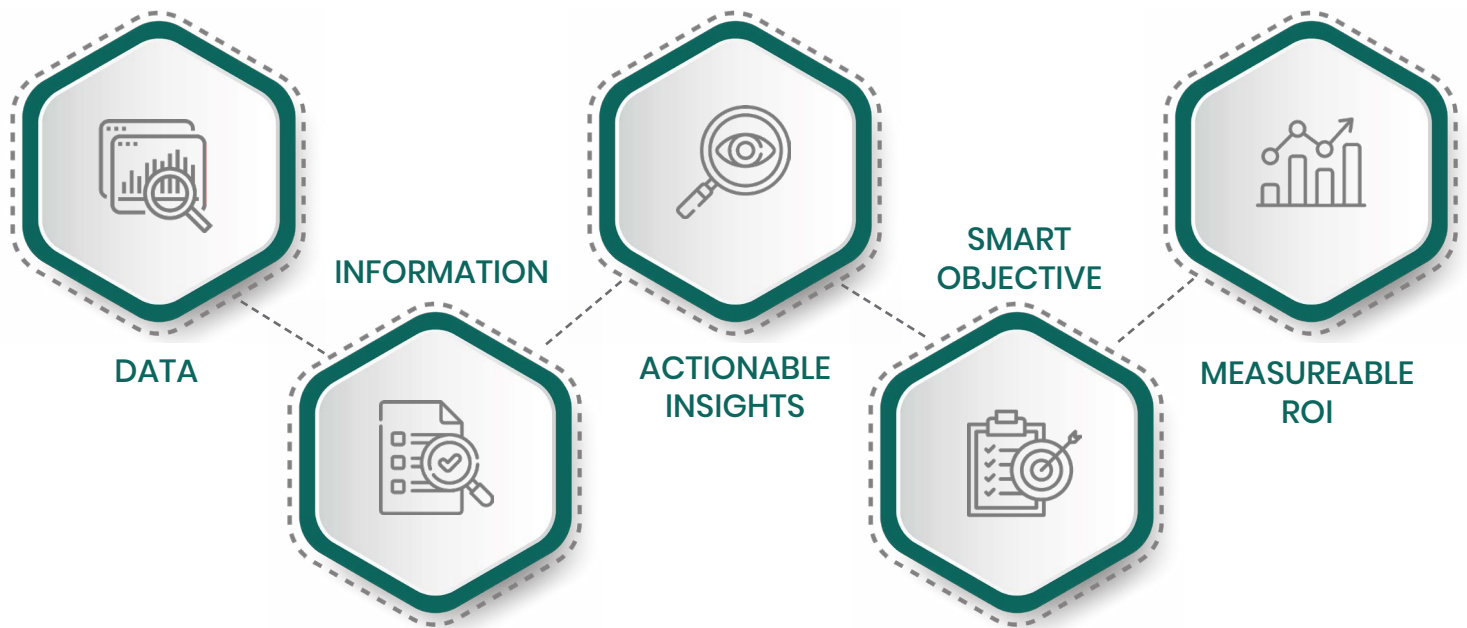 DATA
INFORMATION
ACTIONABLE
INSIGHTS
SMART
OBJECTIVE
MEASUREABLE
ROI